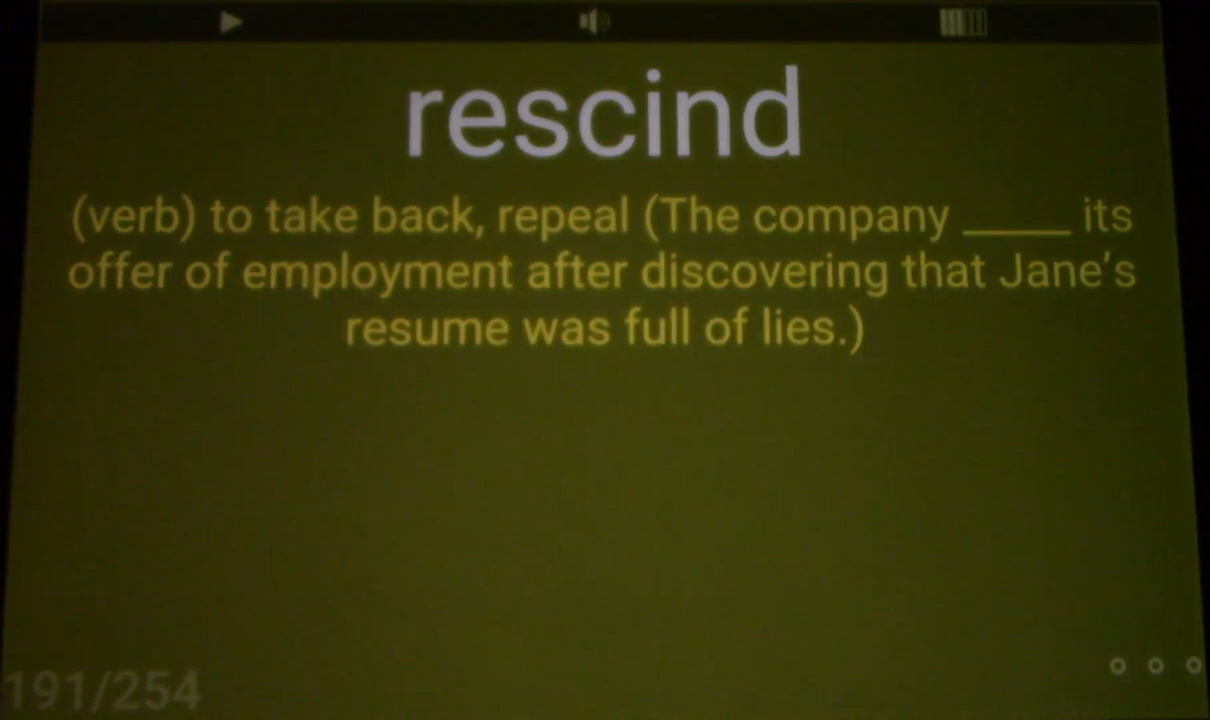 rescind
(verb) to take back, repeal (The company _____ its
offer of employment after discovering that Jane's
resume was full of lies.)
191/254